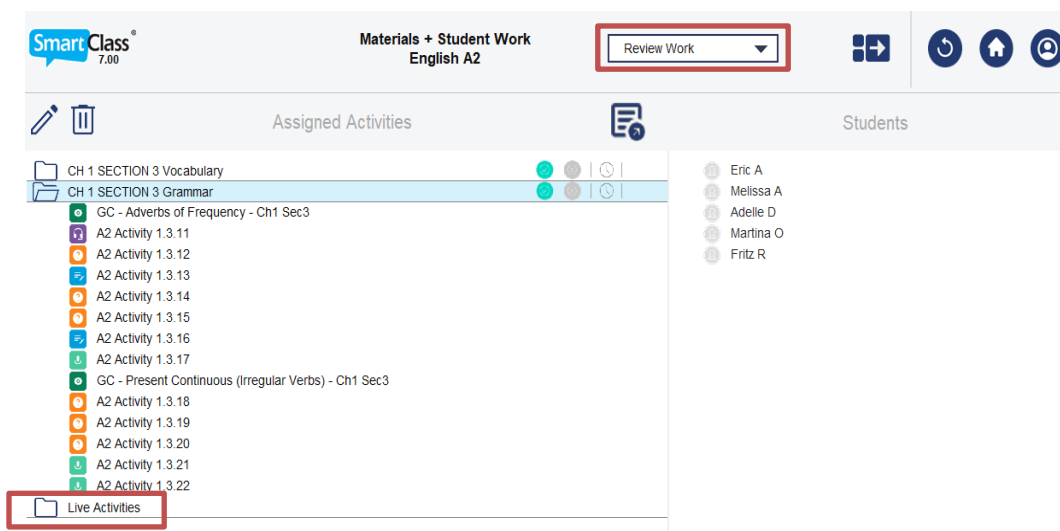 SmartClass®
7.00
Materials + Student Work
English A2
Review Work
Assigned Activities
Students
CH 1 SECTION 3 Vocabulary
CH 1 SECTION 3 Grammar
GC - Adverbs of Frequency - Ch1 Sec3
A2 Activity 1.3.11
A2 Activity 1.3.12
A2 Activity 1.3.13
A2 Activity 1.3.14
A2 Activity 1.3.15
A2 Activity 1.3.16
A2 Activity 1.3.17
GC - Present Continuous (Irregular Verbs) - Ch1 Sec3
A2 Activity 1.3.18
A2 Activity 1.3.19
A2 Activity 1.3.20
A2 Activity 1.3.21
A2 Activity 1.3.22
Live Activities
Eric A
Melissa A
Adelle D
Martina O
Fritz R